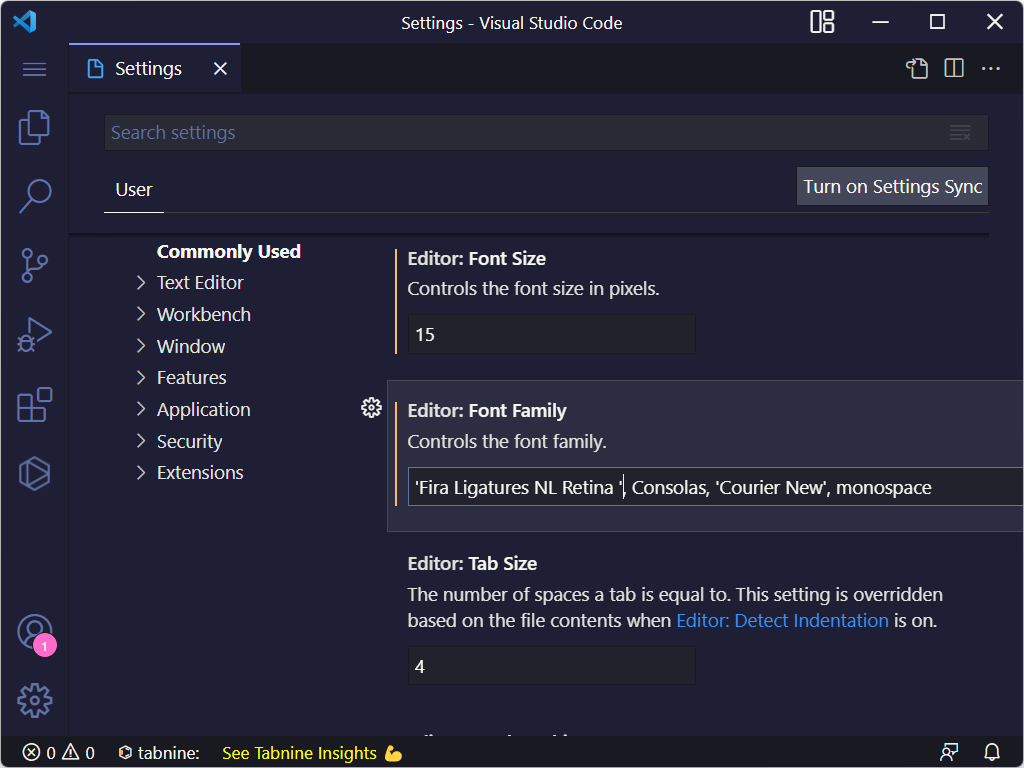 Settings - Visual Studio Code
Settings
Search settings
User
Turn on Settings Sync
Commonly Used
Text Editor
Workbench
Window
Features
Application
Security
Extensions
Editor: Font Size
Controls the font size in pixels.
15
Editor: Font Family
Controls the font family.
'Fira Ligatures NL Retina ', Consolas, 'Courier New', monospace
Editor: Tab Size
The number of spaces a tab is equal to. This setting is overridden
based on the file contents when Editor: Detect Indentation is on.
4
1
0 0 tabnine: See Tabnine Insights 💪